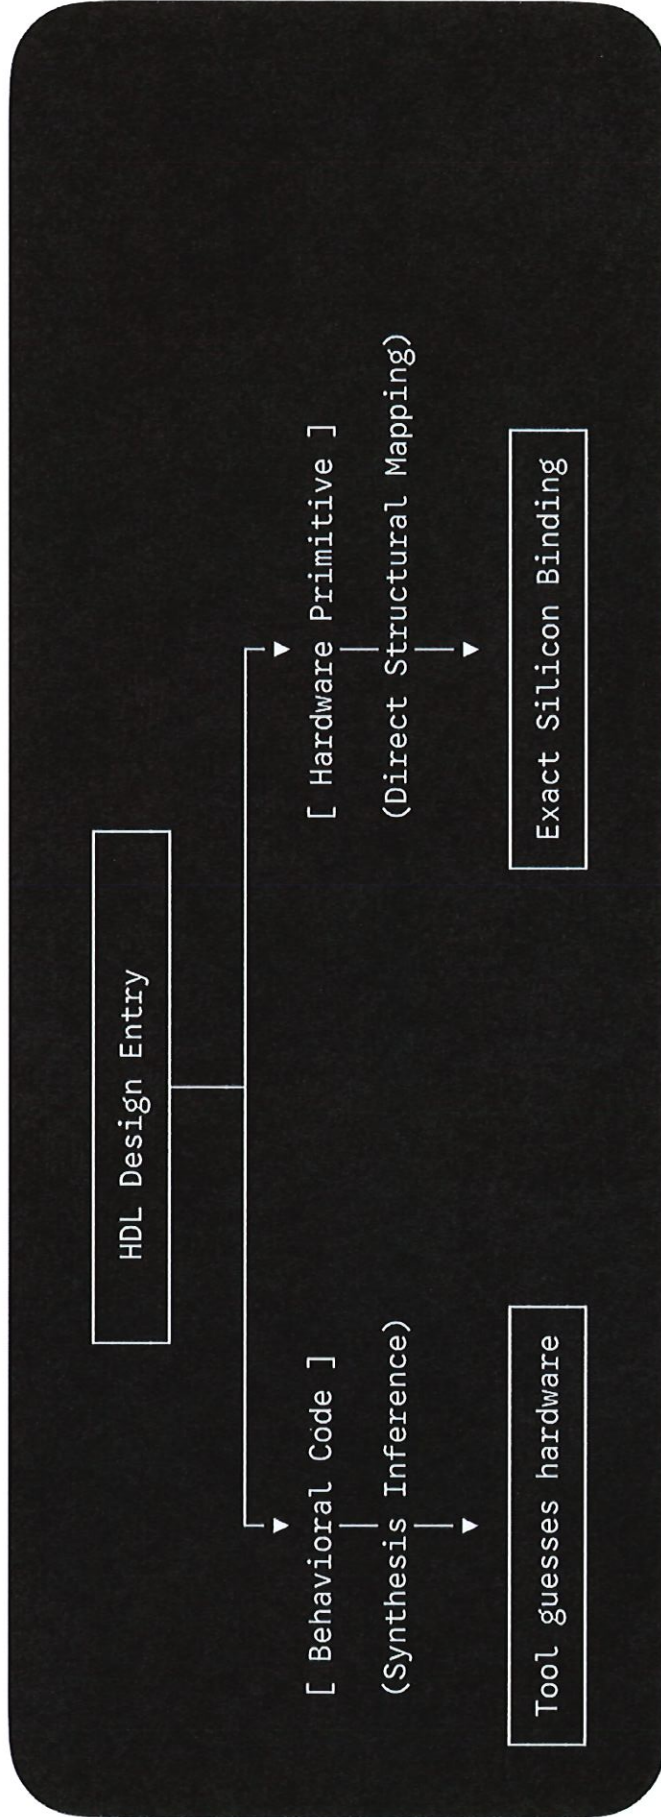 HDL Design Entry
[ Behavioral Code ]
[ Hardware Primitive ]
(Synthesis Inference)
(Direct Structural Mapping)
Tool guesses hardware
Exact Silicon Binding